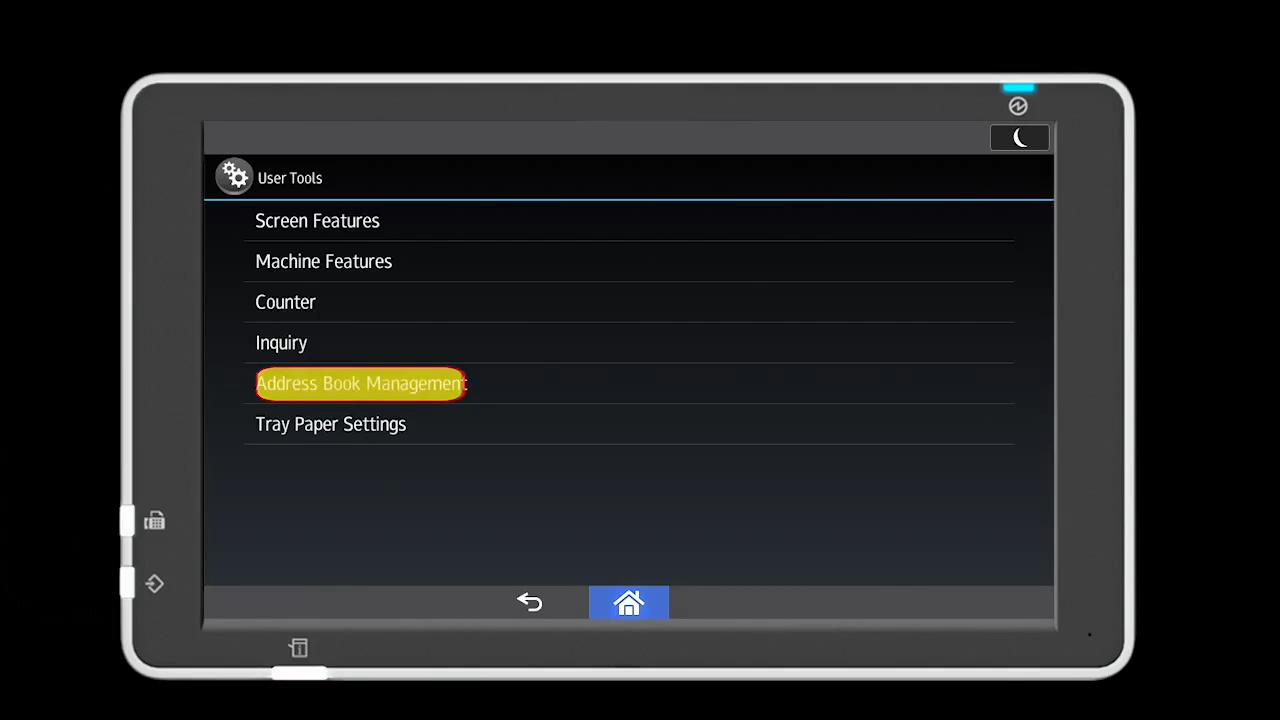 User Tools
Screen Features
Machine Features
Counter
Inquiry
Address Book Management
Tray Paper Settings